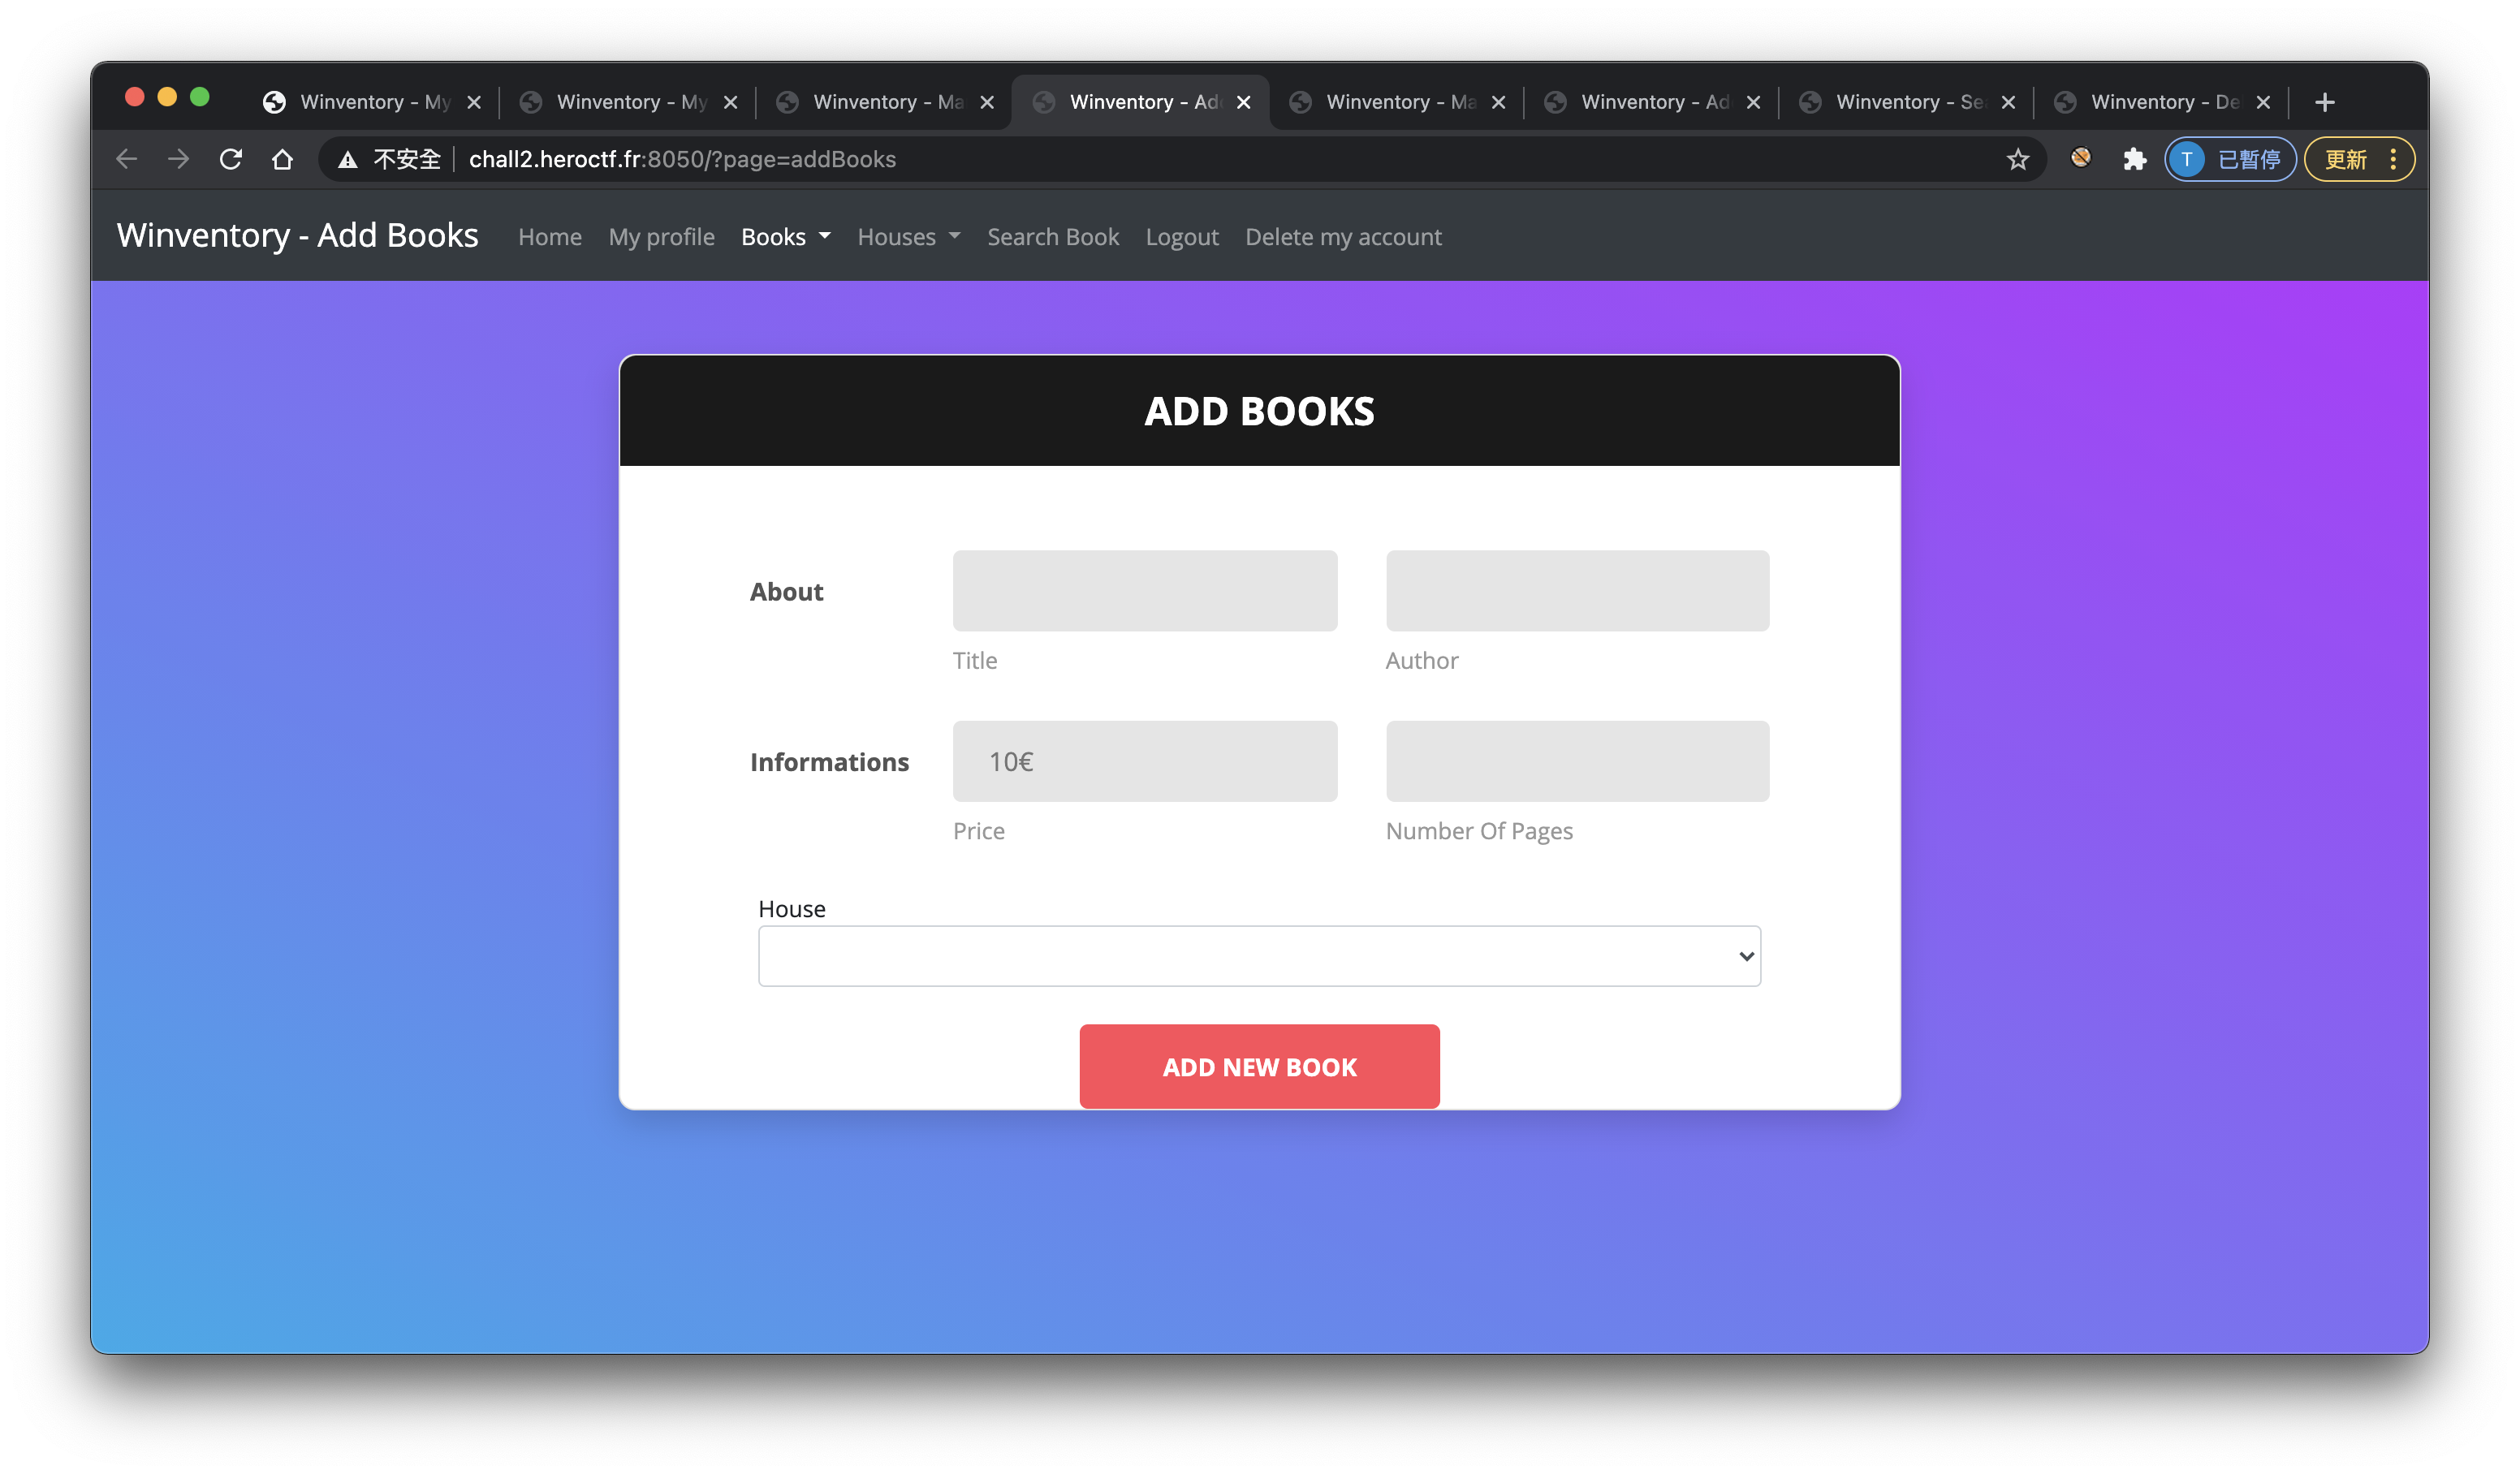 Winventory - My Winventory - My Winventory - Ma Winventory - Ad Winventory - Ma Winventory - Ad Winventory - Se Winventory - De
不安全 chall2.heroctf.fr:8050/?page=addBooks T 已暫停 更新
Winventory - Add Books Home My profile Books Houses Search Book Logout Delete my account
ADD BOOKS
About
Title Author
Informations 10€
Price Number Of Pages
House
ADD NEW BOOK